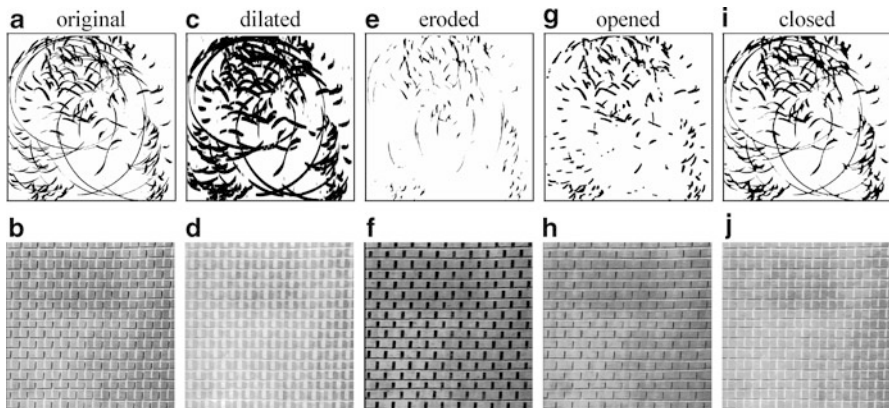 a original
c dilated
e eroded
g opened
i closed
b
d
f
h
j